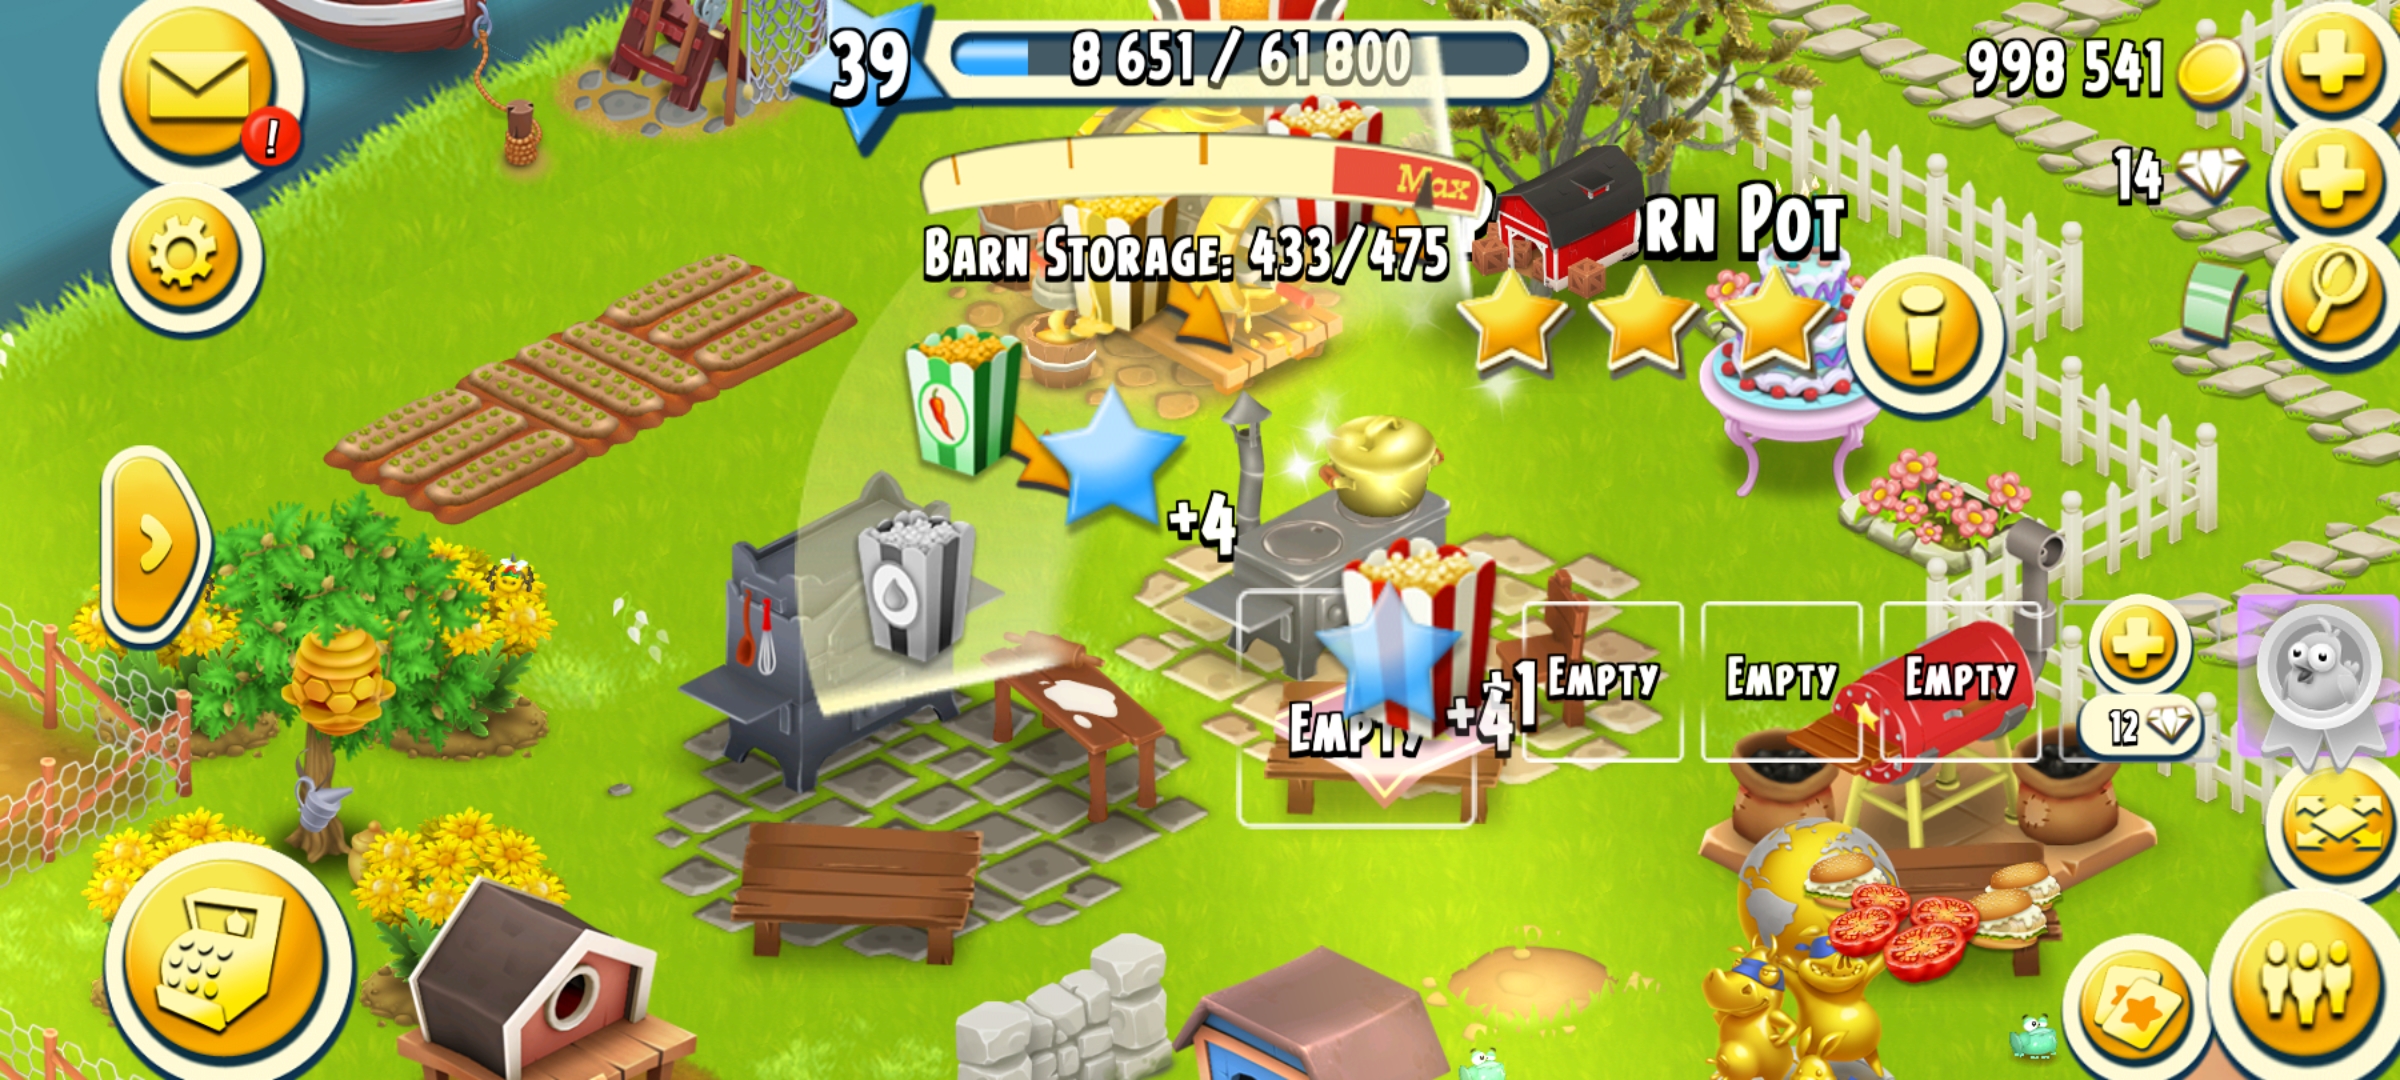 39
8 651 / 61 800
998 541
14
Max
BARN STORAGE: 433/475
RN POT
+4
+1
+4
EMPTY
EMPTY
EMPTY
EMPTY
12
!